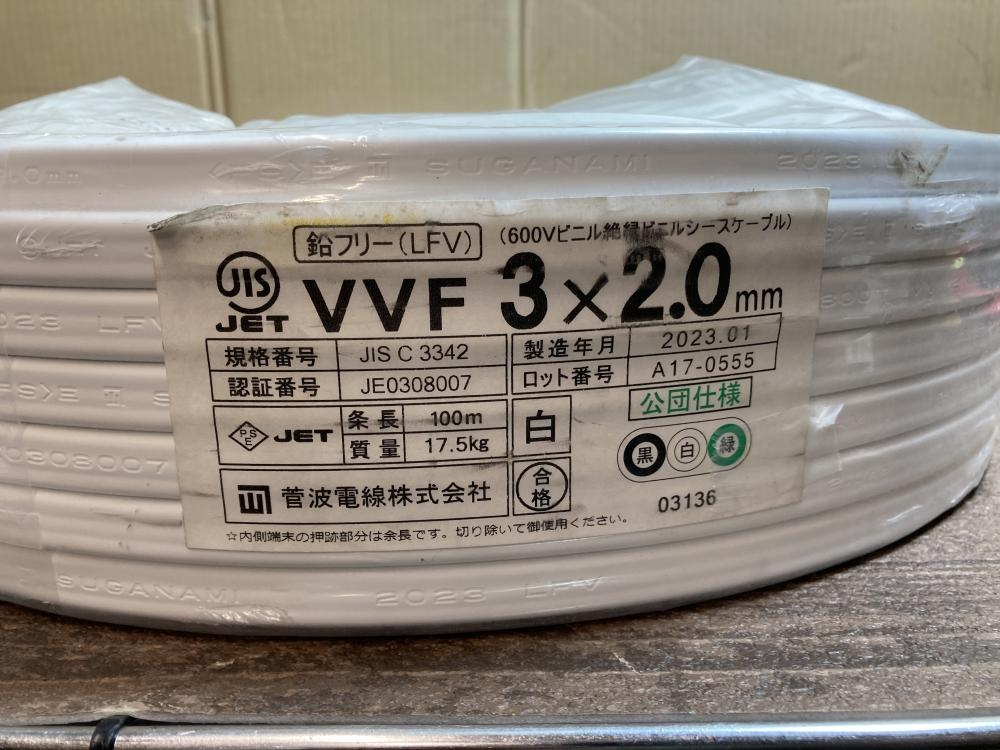 SUGANAMI
2023
鉛フリー(LFV)
(600Vビニル絶縁ビニルシースケーブル)
JIS
JET
VVF 3×2.0mm
規格番号 JIS C 3342
認証番号 JE0308007
製造年月 2023.01
ロット番号 A17-0555
PSE JET
条長 100m
質量 17.5kg
白
公団仕様
黒 白 緑
菅波電線株式会社
合格
03136
☆内側端末の押跡部分は余長です。切り除いて御使用ください。
2023 LFV
0308007
SUGANAMI 2023 LFV